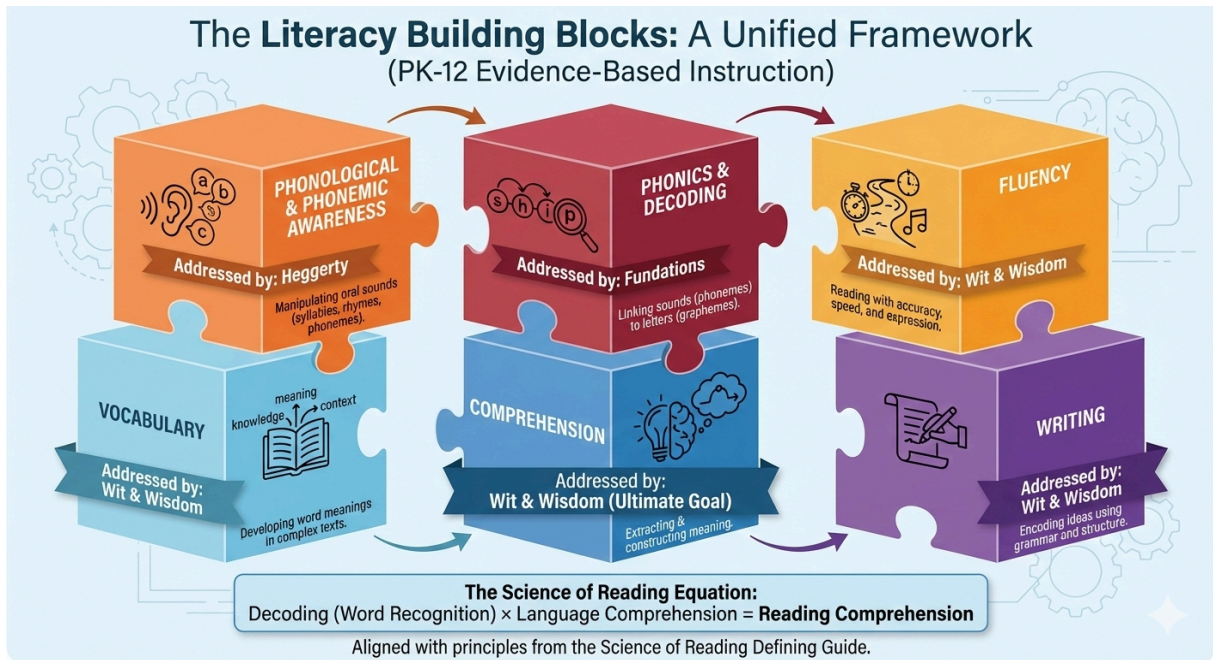 The Literacy Building Blocks: A Unified Framework
(PK-12 Evidence-Based Instruction)
a
b
c
PHONOLOGICAL
& PHONEMIC
AWARENESS
Addressed by: Heggerty
Manipulating oral sounds
(syllabies, rhymes,
phonemes).
s h i p
PHONICS &
DECODING
Addressed by: Fundations
Linking sounds (phonemes)
to letters (graphemes).
FLUENCY
Addressed by: Wit & Wisdom
Reading with accuracy,
speed, and expression.
VOCABULARY
meaning
knowledge
context
Addressed by:
Wit & Wisdom
Developing word meanings
in complex texts.
COMPREHENSION
Addressed by:
Wit & Wisdom (Ultimate Goal)
Extracting &
constructing meaning.
WRITING
Addressed by:
Wit & Wisdom
Encoding ideas using
grammar and structure.
The Science of Reading Equation:
Decoding (Word Recognition) × Language Comprehension = Reading Comprehension
Aligned with principles from the Science of Reading Defining Guide.